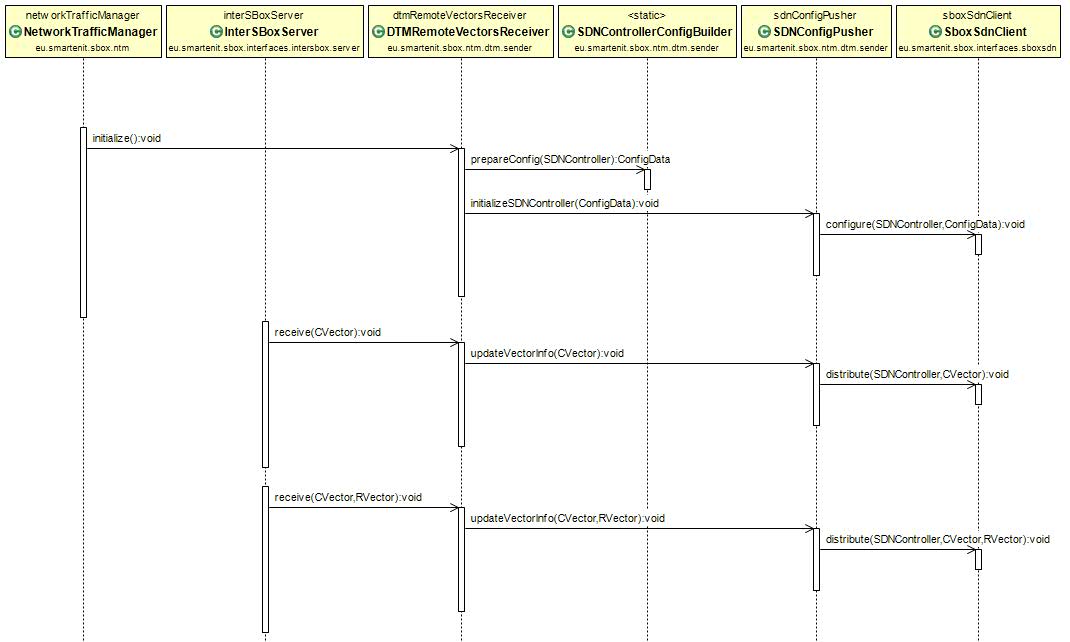 networkTrafficManager
NetworkTrafficManager
eu.smartenit.sbox.ntm
interSBoxServer
InterSBoxServer
eu.smartenit.sbox.interfaces.intersbox.server
dtmRemoteVectorsReceiver
DTMRemoteVectorsReceiver
eu.smartenit.sbox.ntm.dtm.sender
<static>
SDNControllerConfigBuilder
eu.smartenit.sbox.ntm.dtm.sender
sdnConfigPusher
SDNConfigPusher
eu.smartenit.sbox.ntm.dtm.sender
sboxSdnClient
SboxSdnClient
eu.smartenit.sbox.interfaces.sboxsdn
initialize():void
prepareConfig(SDNController):ConfigData
initializeSDNController(ConfigData):void
configure(SDNController,ConfigData):void
receive(CVector):void
updateVectorInfo(CVector):void
distribute(SDNController,CVector):void
receive(CVector,RVector):void
updateVectorInfo(CVector,RVector):void
distribute(SDNController,CVector,RVector):void